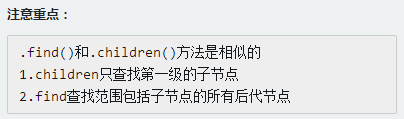 注意重点：
.find()和.children()方法是相似的
1.children只查找第一级的子节点
2.find查找范围包括子节点的所有后代节点